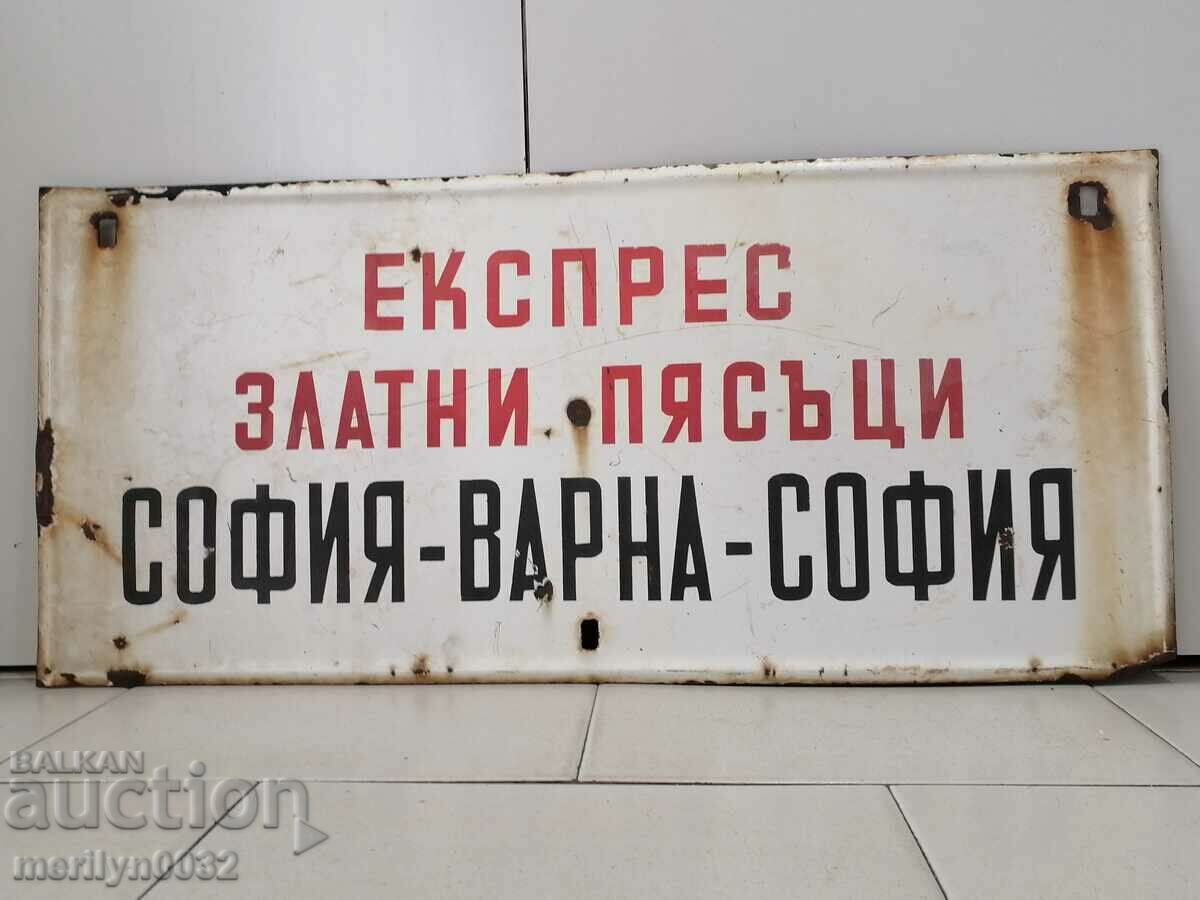 ЕКСПРЕС
ЗЛАТНИ ПЯСЪЦИ
СОФИЯ-ВАРНА-СОФИЯ
BALKAN
auction
merilyn0032